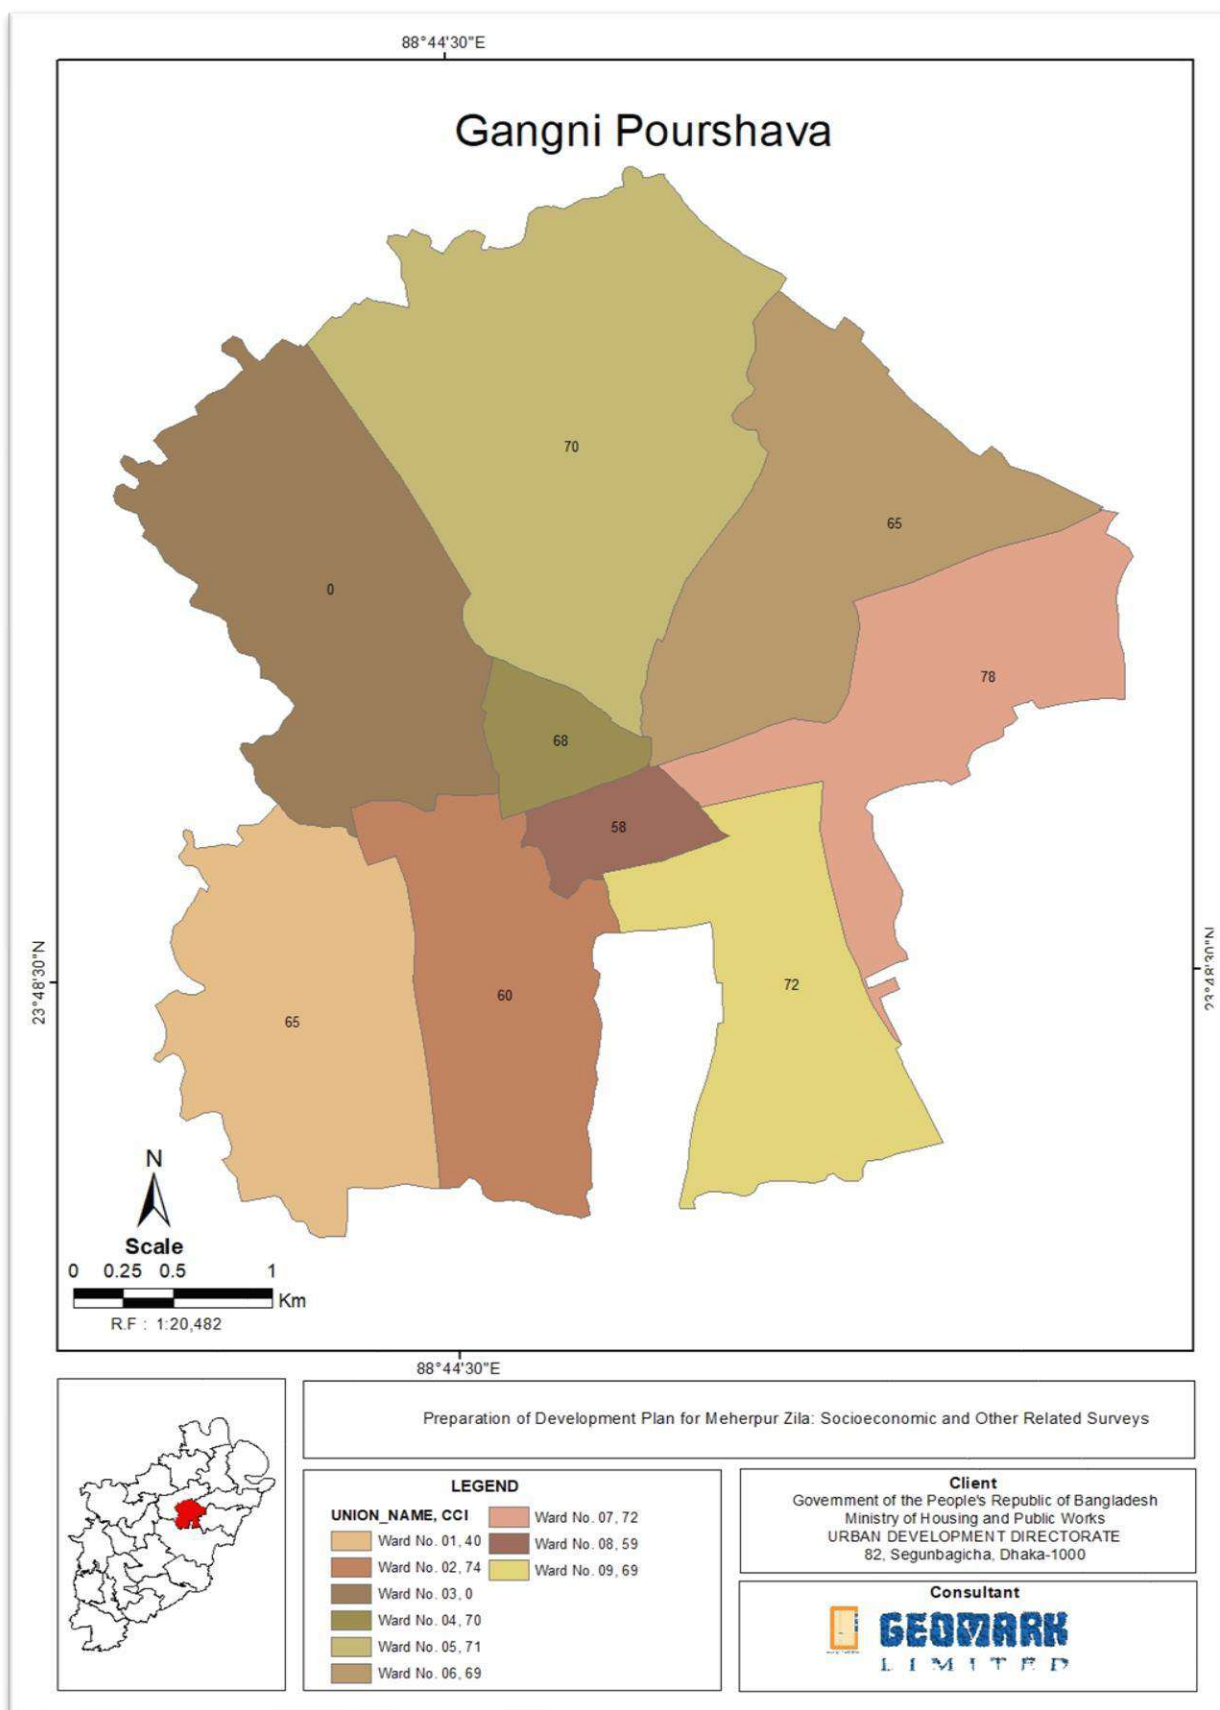 88°44'30"E
Gangni Pourshava
70
65
0
78
68
58
72
60
65
23°48'30"N
23°48'30"N
N
Scale
0 0.25 0.5 1
Km
R.F : 1:20,482
88°44'30"E
Preparation of Development Plan for Meherpur Zila: Socioeconomic and Other Related Surveys
LEGEND
UNION_NAME, CCI
Ward No. 01, 40
Ward No. 02, 74
Ward No. 03, 0
Ward No. 04, 70
Ward No. 05, 71
Ward No. 06, 69
Ward No. 07, 72
Ward No. 08, 59
Ward No. 09, 69
Client
Government of the People's Republic of Bangladesh
Ministry of Housing and Public Works
URBAN DEVELOPMENT DIRECTORATE
82, Segunbagicha, Dhaka-1000
Consultant
GEOMARK
LIMITED